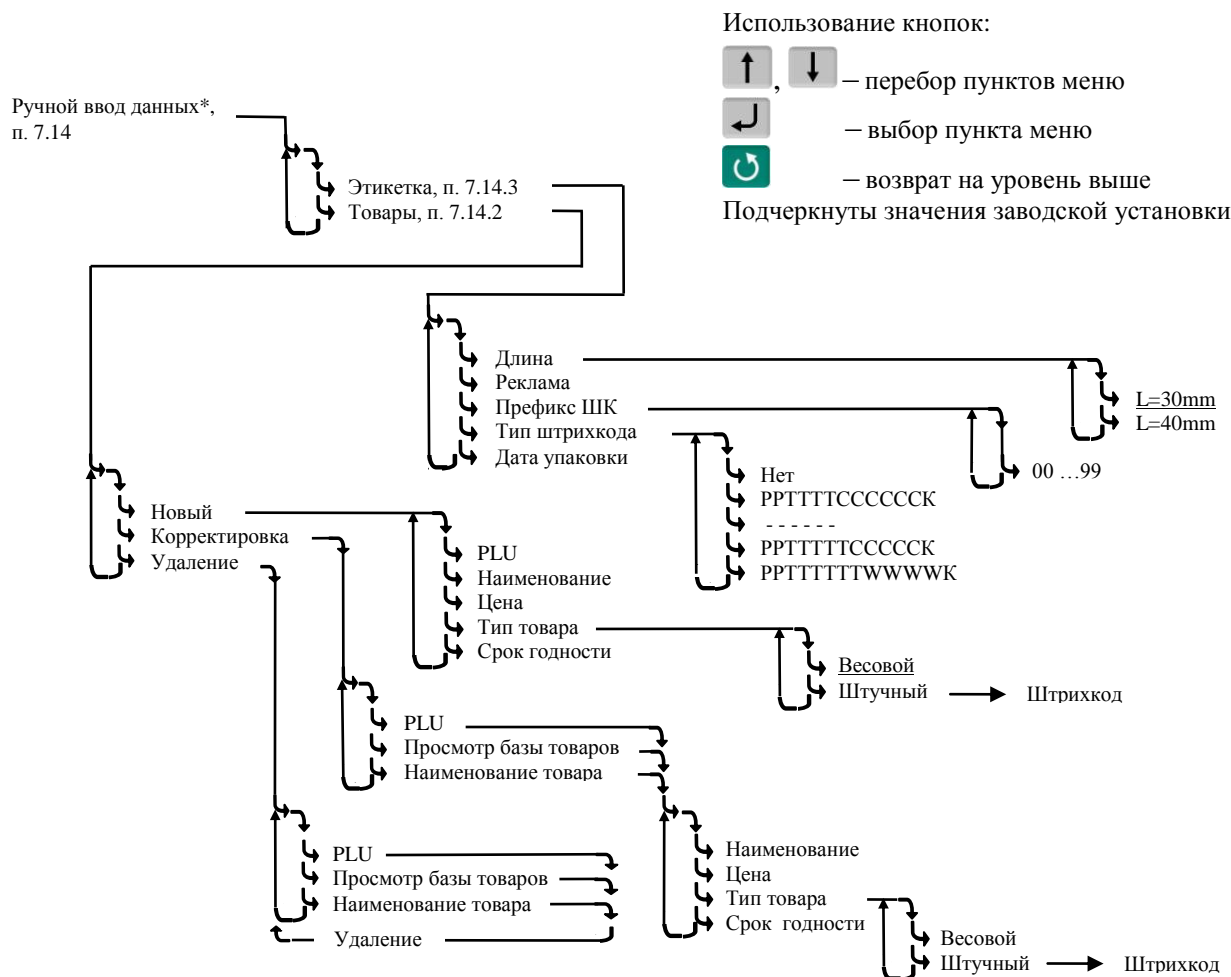 Использование кнопок:
, – перебор пунктов меню
– выбор пункта меню
– возврат на уровень выше
Подчеркнуты значения заводской установки
Ручной ввод данных*,
п. 7.14
Этикетка, п. 7.14.3
Товары, п. 7.14.2
Длина
Реклама
Префикс ШК
Тип штрихкода
Дата упаковки
L=30mm
L=40mm
00 …99
Нет
PPTTTTCCCCCCK
- - - - - -
PPTTTTTCCCCCK
PPTTTTTTWWWWK
Новый
Корректировка
Удаление
PLU
Наименование
Цена
Тип товара
Срок годности
Весовой
Штучный
Штрихкод
PLU
Просмотр базы товаров
Наименование товара
PLU
Просмотр базы товаров
Наименование товара
Удаление
Наименование
Цена
Тип товара
Срок годности
Весовой
Штучный
Штрихкод